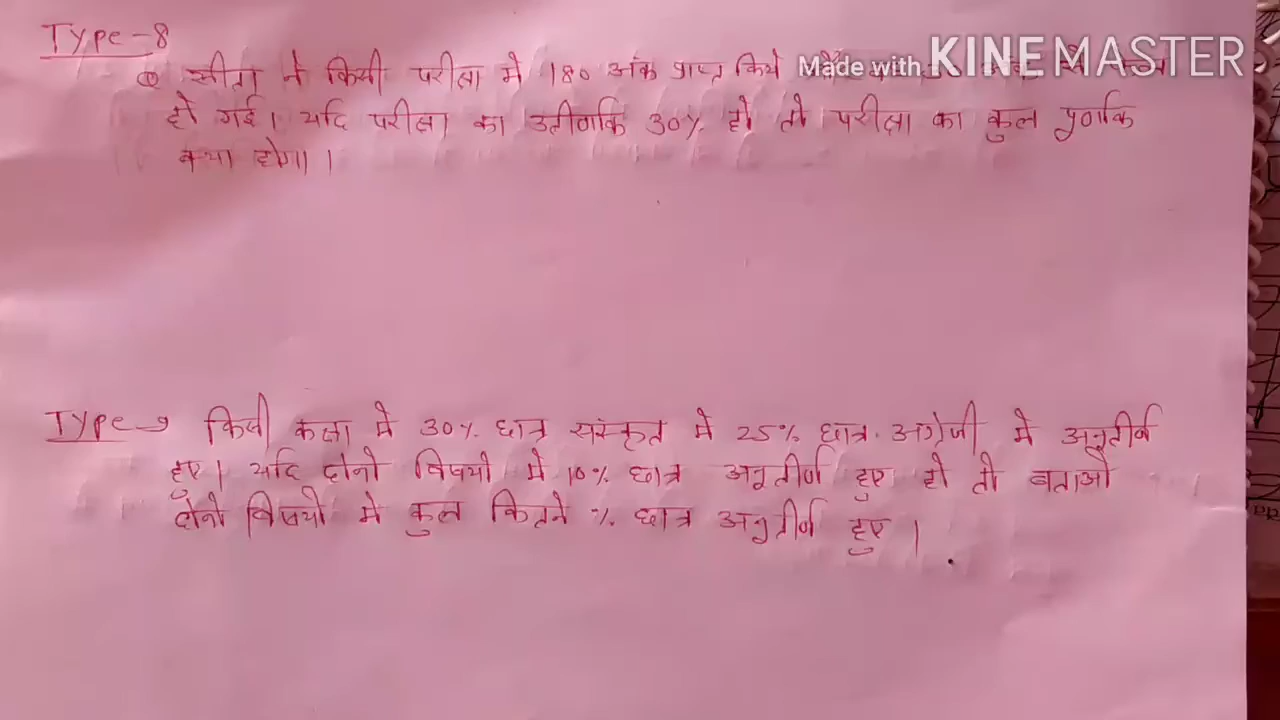 Type-8
Q सीता ने किसी परीक्षा मे 180 अंक प्राप्त किये
Made with KINEMASTER
हो गई। यदि परीक्षा का उतीर्णांक 30% हो तो परीक्षा का कुल पूर्णांक
क्या होगा।
Type-9 किसी कक्षा मे 30% छात्र संस्कृत मे 25% छात्र अंग्रेजी मे अनुतीर्ण
हुए। यदि दोनो विषयो मे 10% छात्र अनुतीर्ण हुए हो तो बताओ
दोनो विषयो मे कुल कितने % छात्र अनुतीर्ण हुए।